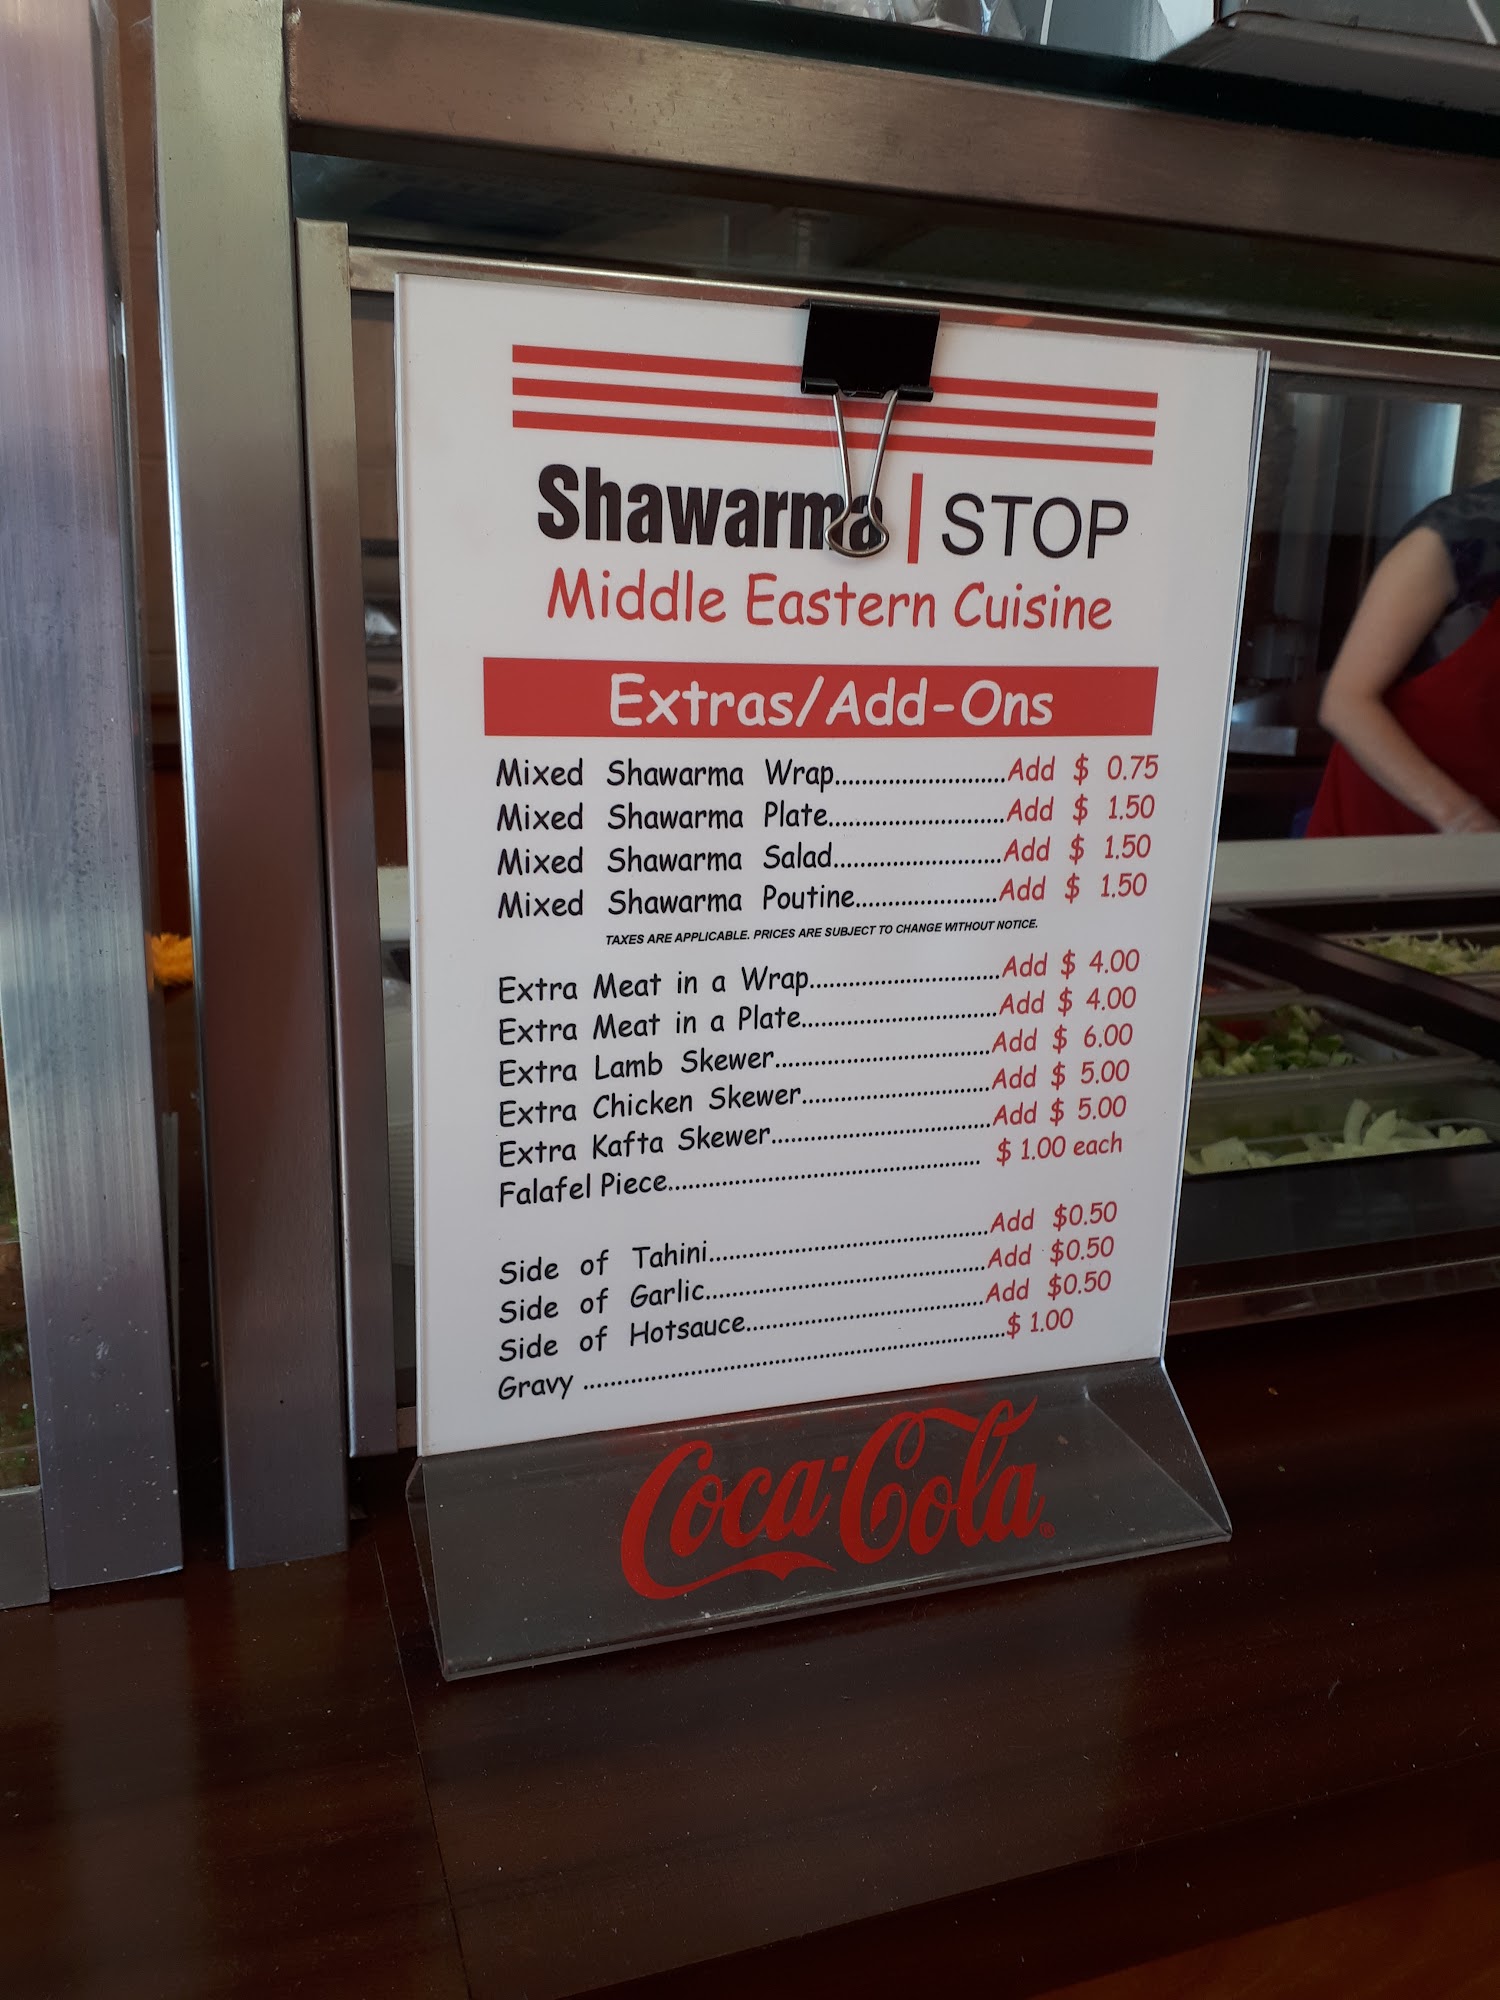 Shawarma | STOP
Middle Eastern Cuisine
Extras/Add-Ons
Mixed Shawarma Wrap..........................Add $ 0.75
Mixed Shawarma Plate...........................Add $ 1.50
Mixed Shawarma Salad..........................Add $ 1.50
Mixed Shawarma Poutine......................Add $ 1.50
TAXES ARE APPLICABLE. PRICES ARE SUBJECT TO CHANGE WITHOUT NOTICE.
Extra Meat in a Wrap.............................Add $ 4.00
Extra Meat in a Plate..............................Add $ 4.00
Extra Lamb Skewer.................................Add $ 6.00
Extra Chicken Skewer.............................Add $ 5.00
Extra Kafta Skewer.................................Add $ 5.00
Falafel Piece................................................ $ 1.00 each
Side of Tahini...........................................Add $0.50
Side of Garlic...........................................Add $0.50
Side of Hotsauce.....................................Add $0.50
Gravy .................................................................$ 1.00
Coca-Cola®